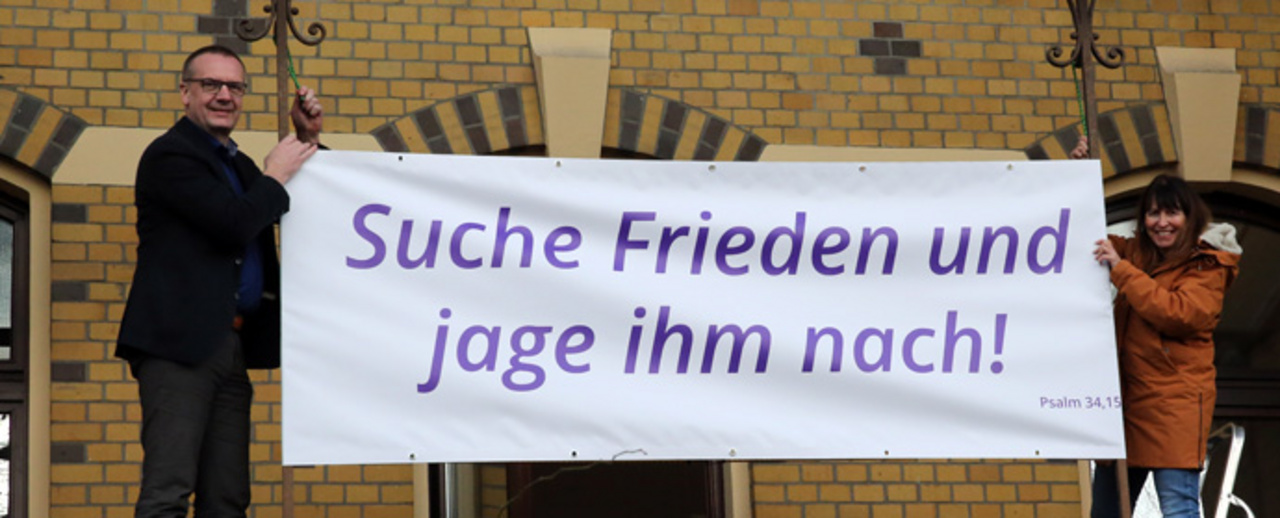 Suche Frieden und
jage ihm nach!
Psalm 34,15